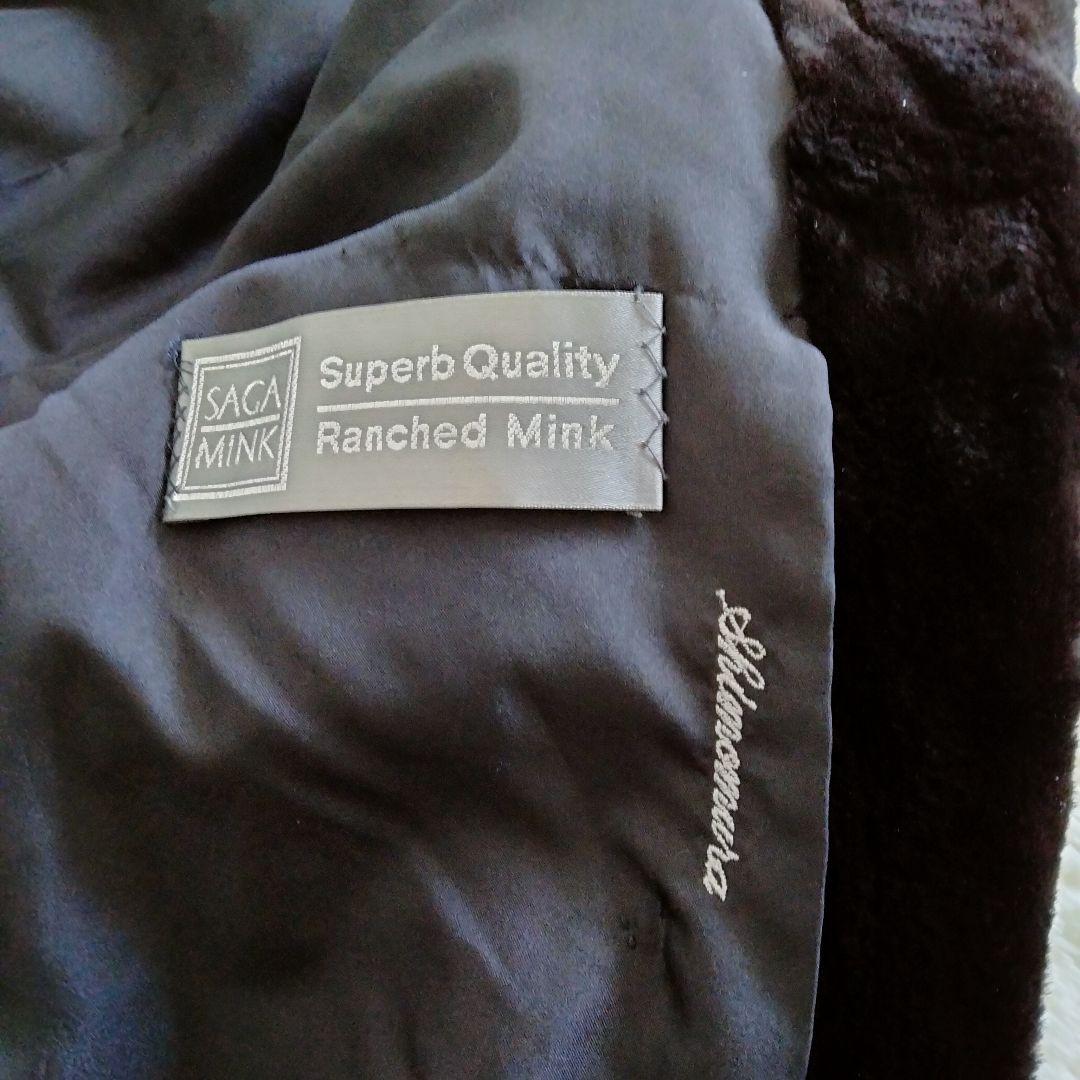 SAGA
MINK
Superb Quality
Ranched Mink
Shimomura